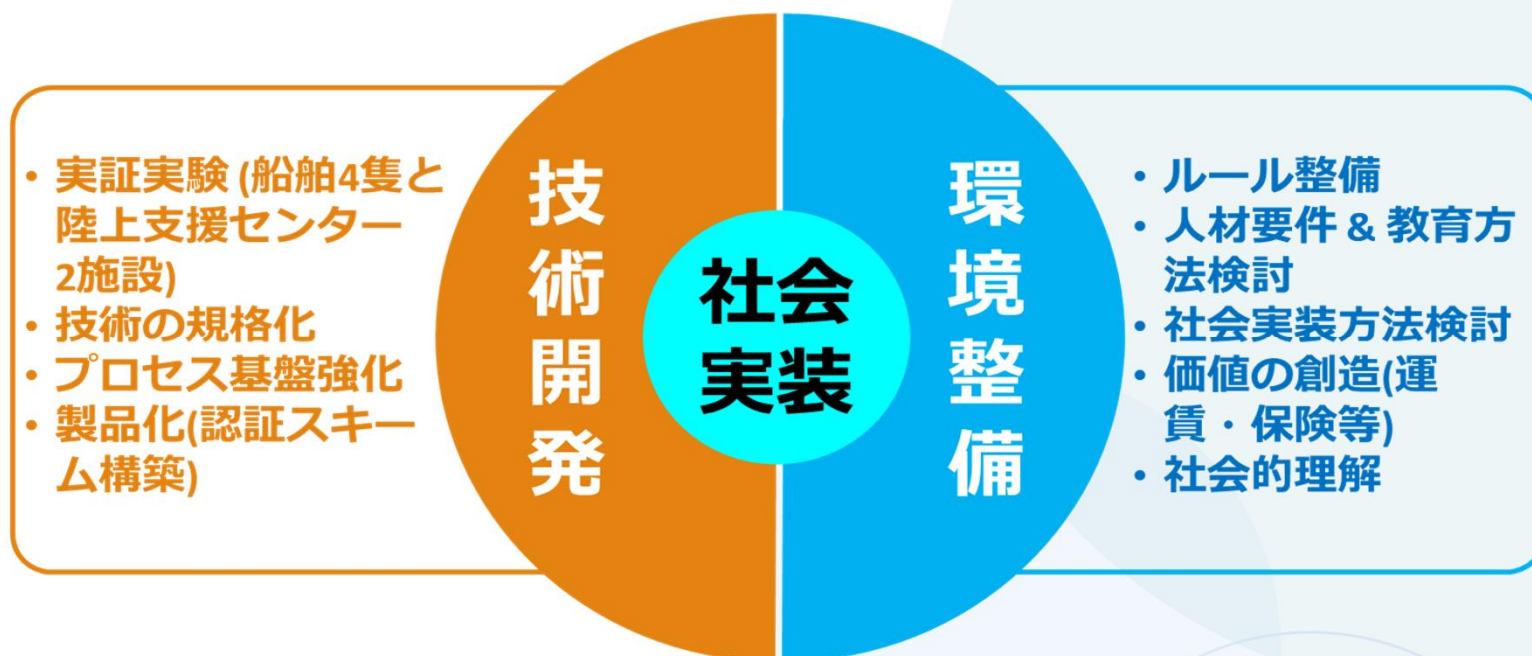 • 実証実験 (船舶4隻と
陸上支援センター
2施設)
• 技術の規格化
• プロセス基盤強化
• 製品化(認証スキー
ム構築)
技術開発
社会
実装
環境整備
• ルール整備
• 人材要件 & 教育方
法検討
• 社会実装方法検討
• 価値の創造(運
賃・保険等)
• 社会的理解